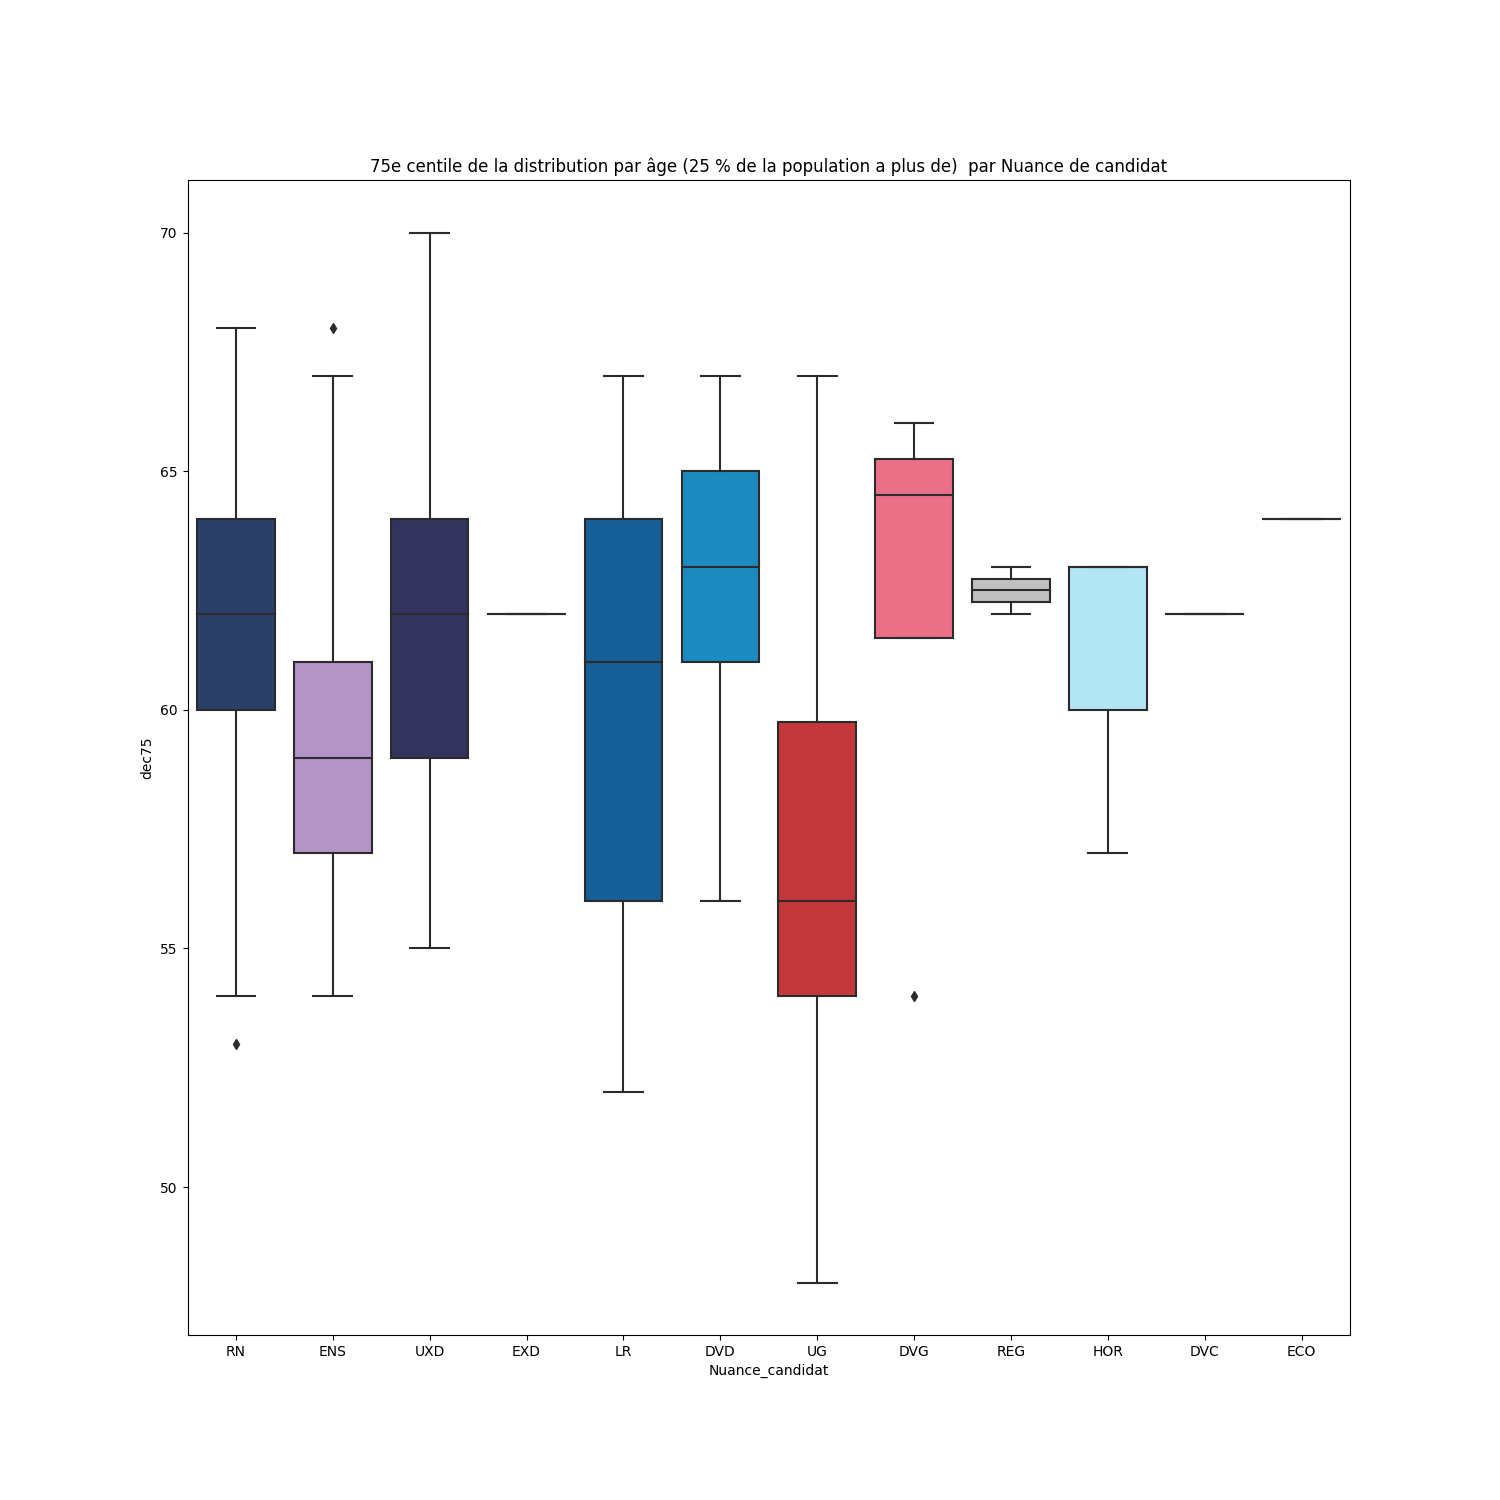 75e centile de la distribution par âge (25 % de la population a plus de)  par Nuance de candidat
70
65
60
55
50
dec75
RN ENS UXD EXD LR DVD UG DVG REG HOR DVC ECO
Nuance_candidat